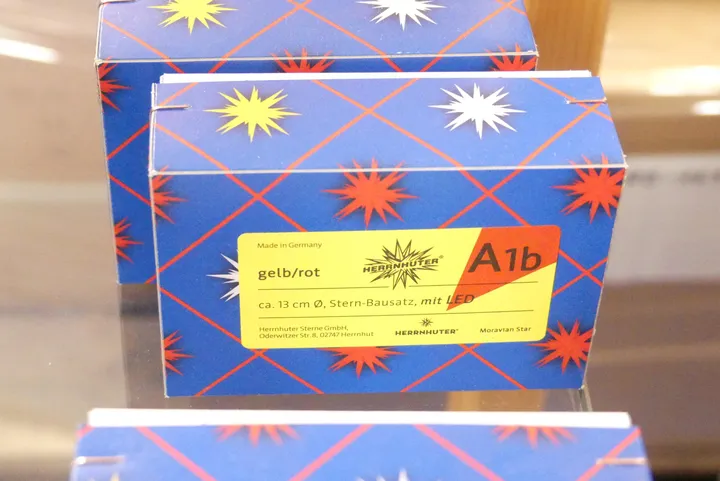 Made in Germany
gelb/rot
HERRNHUTER®
A1b
ca. 13 cm Ø, Stern-Bausatz, mit LED
Herrnhuter Sterne GmbH,
Oderwitzer Str. 8, 02747 Herrnhut
HERRNHUTER®
Moravian Star